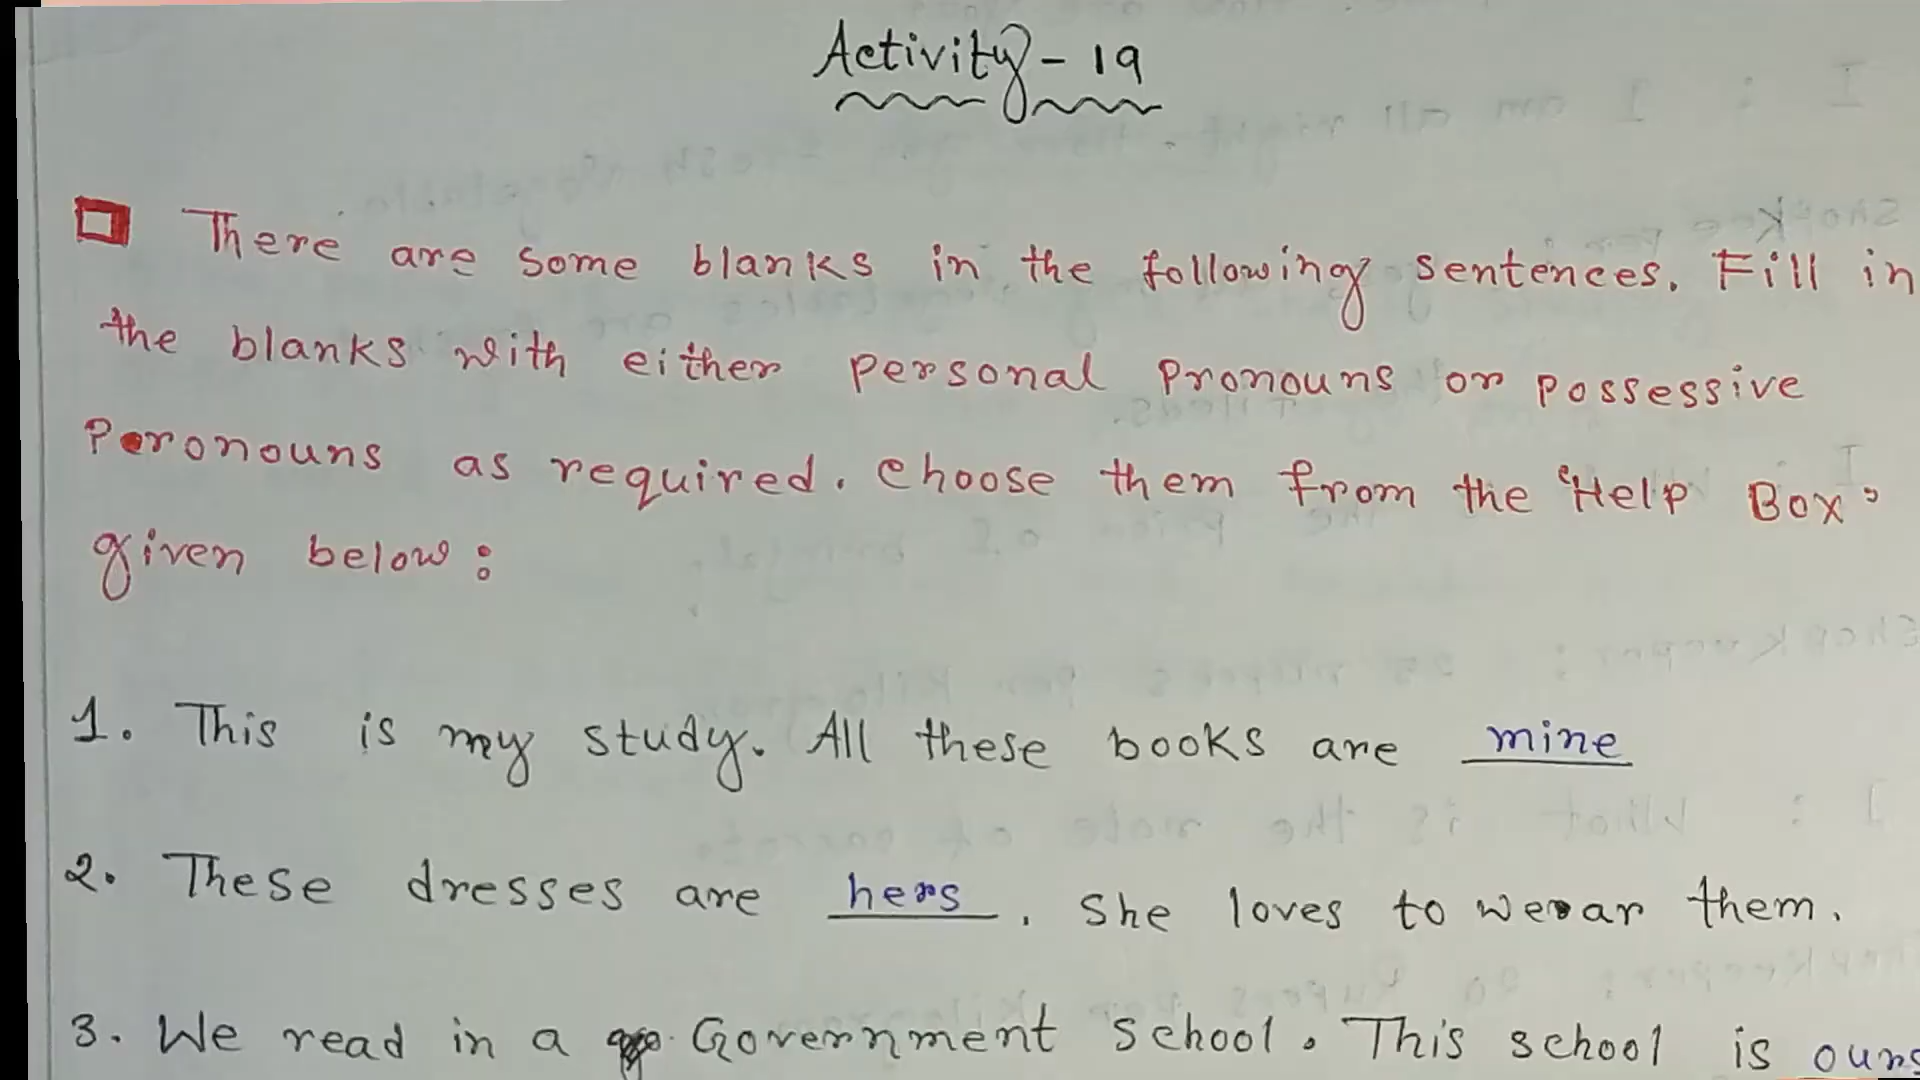 Activity - 19
There are some blanks in the following sentences. Fill in
the blanks with either personal pronouns or possessive
Pronouns as required. Choose them from the 'Help Box'
given below:
1. This is my study. All these books are mine
2. These dresses are hers. She loves to wear them.
3. We read in a Government school. This school is ours